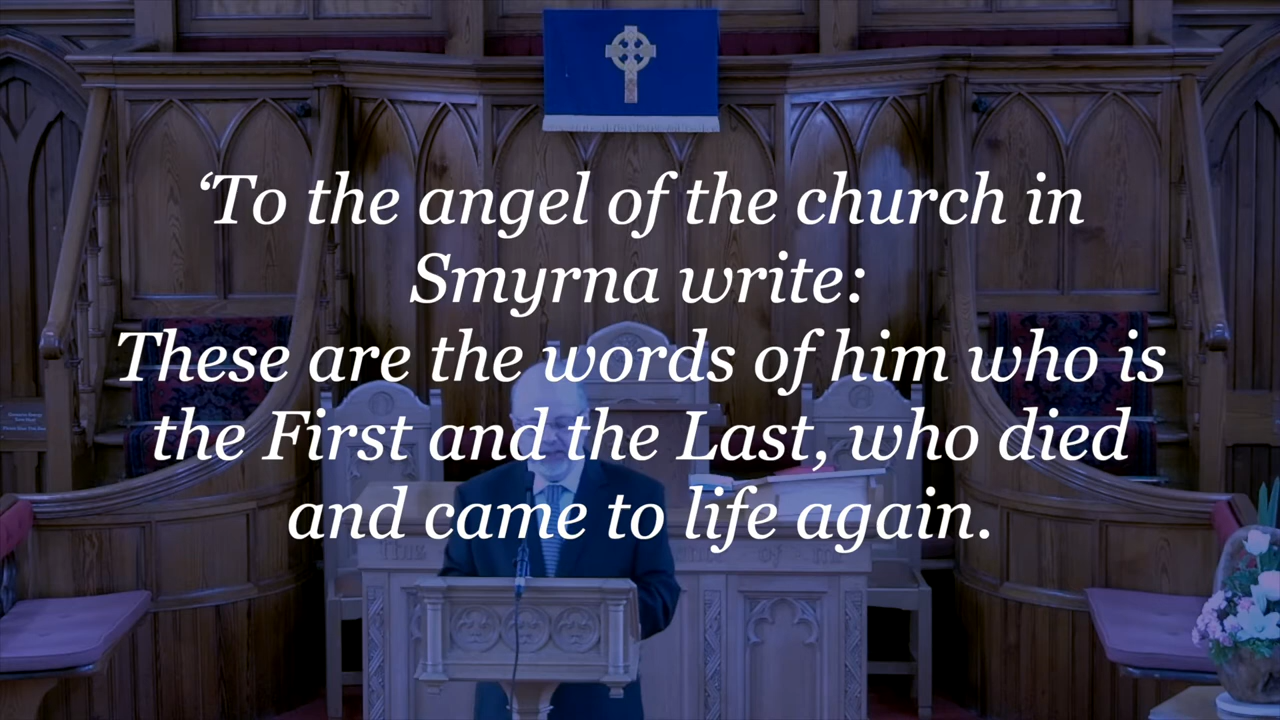 ‘To the angel of the church in
Smyrna write:
These are the words of him who is
the First and the Last, who died
and came to life again.